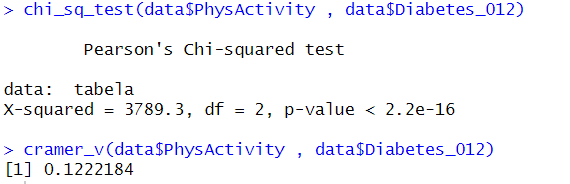 > chi_sq_test(data$PhysActivity , data$Diabetes_012)
Pearson's Chi-squared test
data:  tabela
X-squared = 3789.3, df = 2, p-value < 2.2e-16
> cramer_v(data$PhysActivity , data$Diabetes_012)
[1] 0.1222184